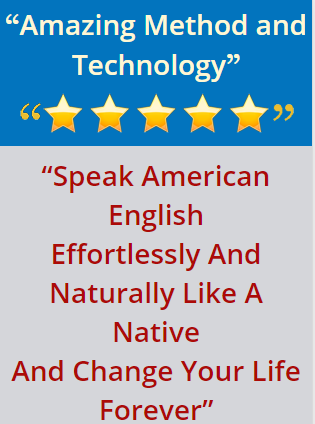 “Amazing Method and
Technology”
“ ”
“Speak American
English
Effortlessly And
Naturally Like A
Native
And Change Your Life
Forever”